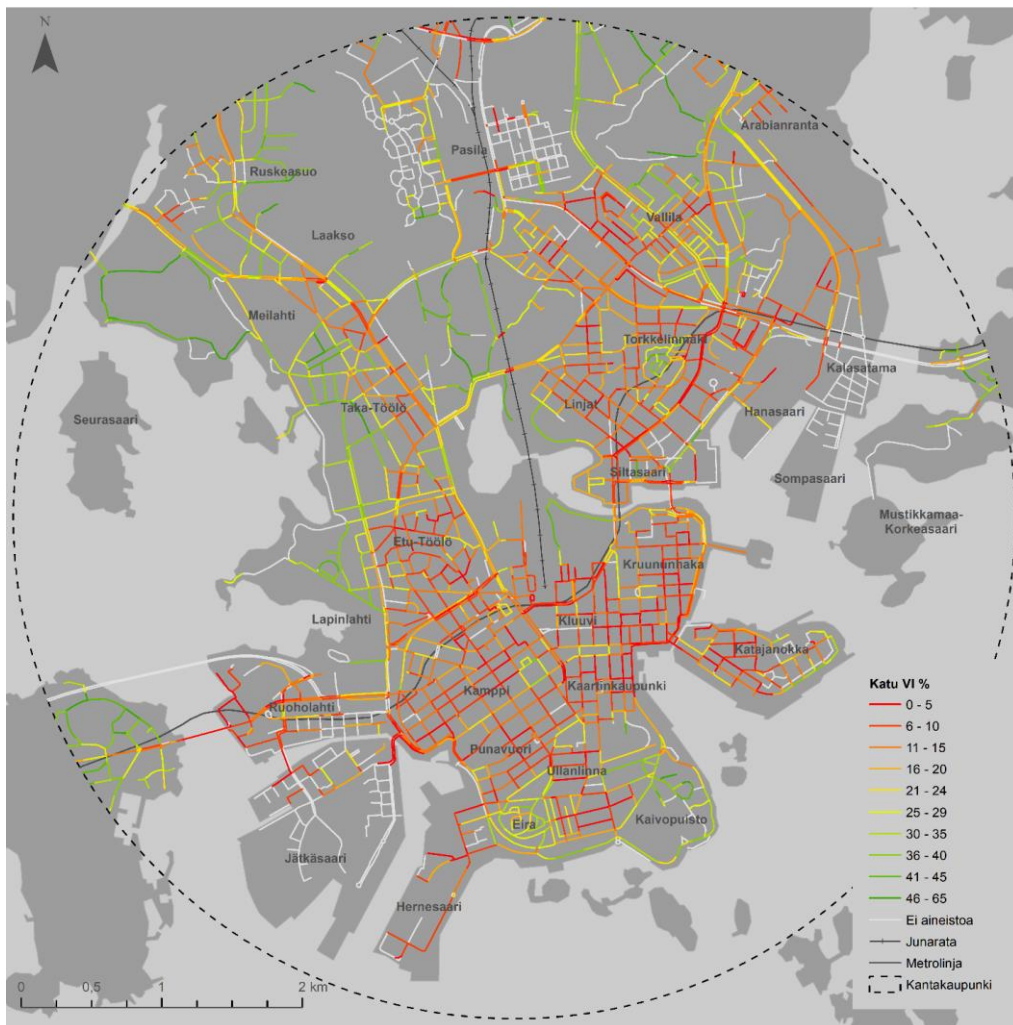 N
Arabianranta
Pasila
Ruskeasuo
Vallila
Laakso
Meilahti
Torkkelinmäki
Kalasatama
Taka-Töölö
Linjat
Hanasaari
Seurasaari
Siltasaari
Sompasaari
Mustikkamaa-
Korkeasaari
Etu-Töölö
Kruununhaka
Lapinlahti
Kluuvi
Katajanokka
Kamppi
Kaartinkaupunki
Ruoholahti
Punavuori
Ullanlinna
Eira
Kaivopuisto
Jätkäsaari
Hernesaari
Katu VI %
0 - 5
6 - 10
11 - 15
16 - 20
21 - 24
25 - 29
30 - 35
36 - 40
41 - 45
46 - 65
Ei aineistoa
Junarata
Metrolinja
Kantakaupunki
0 0,5 1 2 km